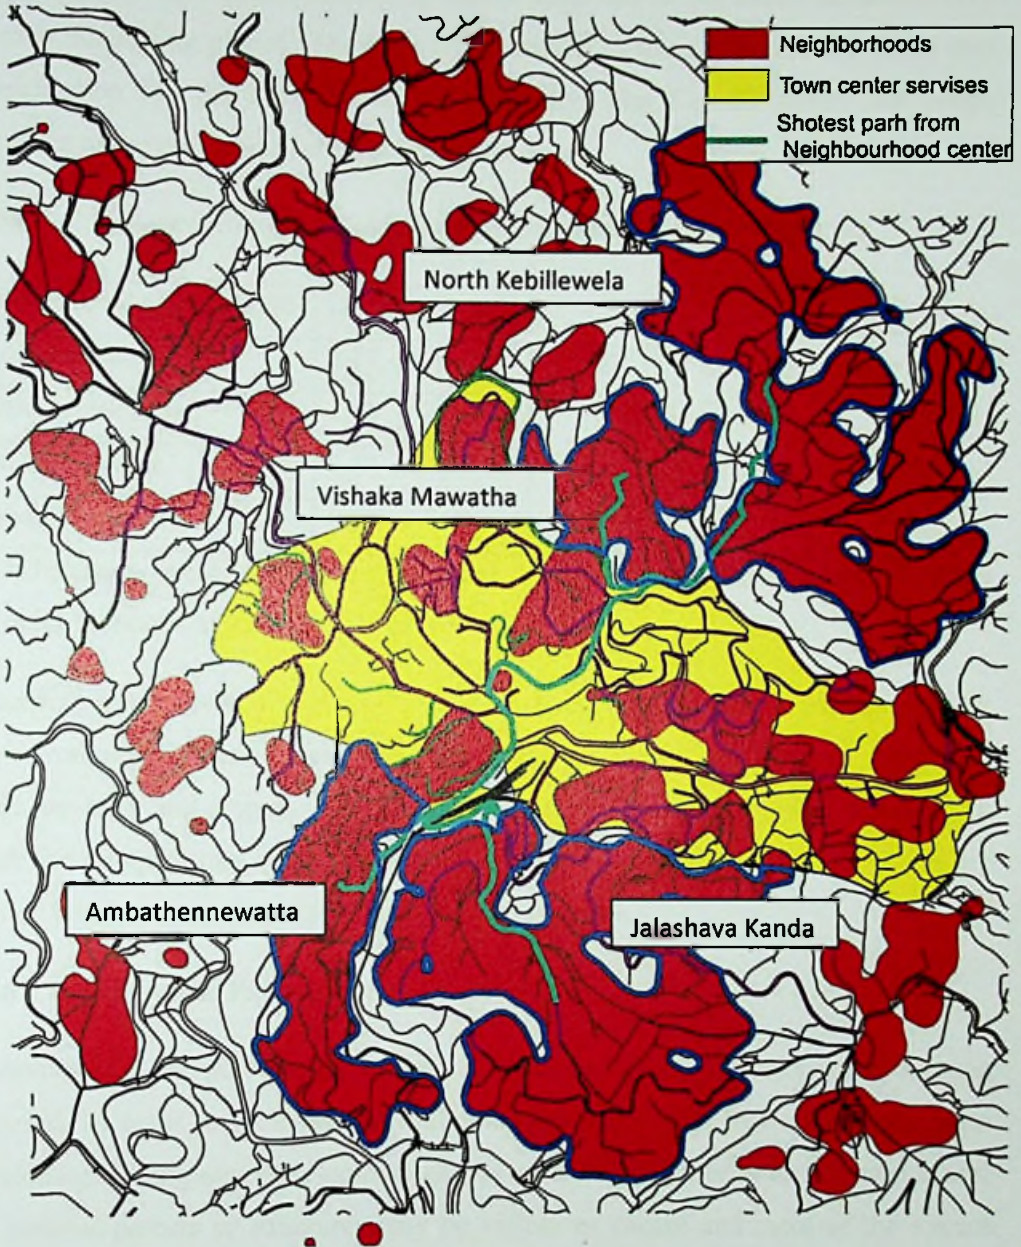 Neighborhoods
Town center servises
Shotest parh from
Neighbourhood center
North Kebillewela
Vishaka Mawatha
Ambathennewatta
Jalashava Kanda